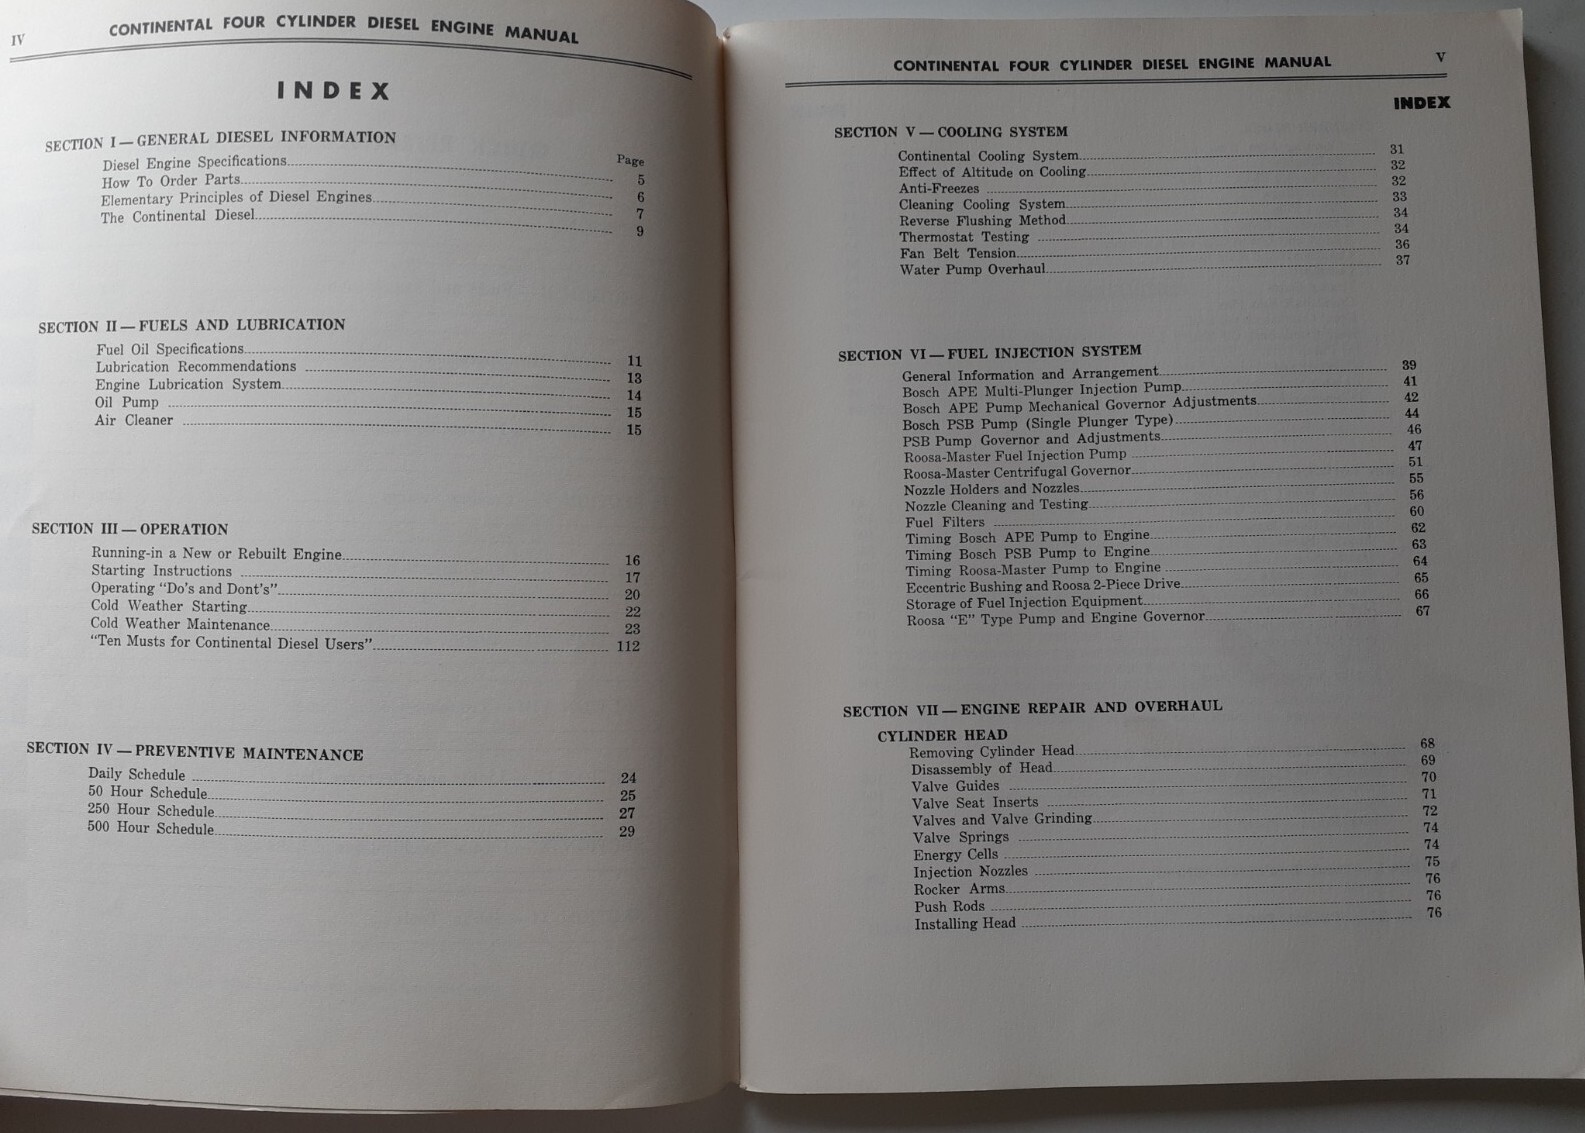 IV
CONTINENTAL FOUR CYLINDER DIESEL ENGINE MANUAL
INDEX
SECTION I — GENERAL DIESEL INFORMATION
Page
Diesel Engine Specifications 5
How To Order Parts 6
Elementary Principles of Diesel Engines 7
The Continental Diesel 9
SECTION II — FUELS AND LUBRICATION
Fuel Oil Specifications 11
Lubrication Recommendations 13
Engine Lubrication System 14
Oil Pump 15
Air Cleaner 15
SECTION III — OPERATION
Running-in a New or Rebuilt Engine 16
Starting Instructions 17
Operating "Do's and Dont's" 20
Cold Weather Starting 22
Cold Weather Maintenance 23
"Ten Musts for Continental Diesel Users" 112
SECTION IV — PREVENTIVE MAINTENANCE
Daily Schedule 24
50 Hour Schedule 25
250 Hour Schedule 27
500 Hour Schedule 29
CONTINENTAL FOUR CYLINDER DIESEL ENGINE MANUAL
V
INDEX
SECTION V — COOLING SYSTEM
Continental Cooling System 31
Effect of Altitude on Cooling 32
Anti-Freezes 32
Cleaning Cooling System 33
Reverse Flushing Method 34
Thermostat Testing 34
Fan Belt Tension 36
Water Pump Overhaul 37
SECTION VI — FUEL INJECTION SYSTEM
General Information and Arrangement 39
Bosch APE Multi-Plunger Injection Pump 41
Bosch APE Pump Mechanical Governor Adjustments 42
Bosch PSB Pump (Single Plunger Type) 44
PSB Pump Governor and Adjustments 46
Roosa-Master Fuel Injection Pump 47
Roosa-Master Centrifugal Governor 51
Nozzle Holders and Nozzles 55
Nozzle Cleaning and Testing 56
Fuel Filters 60
Timing Bosch APE Pump to Engine 62
Timing Bosch PSB Pump to Engine 63
Timing Roosa-Master Pump to Engine 64
Eccentric Bushing and Roosa 2-Piece Drive 65
Storage of Fuel Injection Equipment 66
Roosa "E" Type Pump and Engine Governor 67
SECTION VII — ENGINE REPAIR AND OVERHAUL
CYLINDER HEAD
Removing Cylinder Head 68
Disassembly of Head 69
Valve Guides 70
Valve Seat Inserts 71
Valves and Valve Grinding 72
Valve Springs 74
Energy Cells 74
Injection Nozzles 75
Rocker Arms 76
Push Rods 76
Installing Head 76